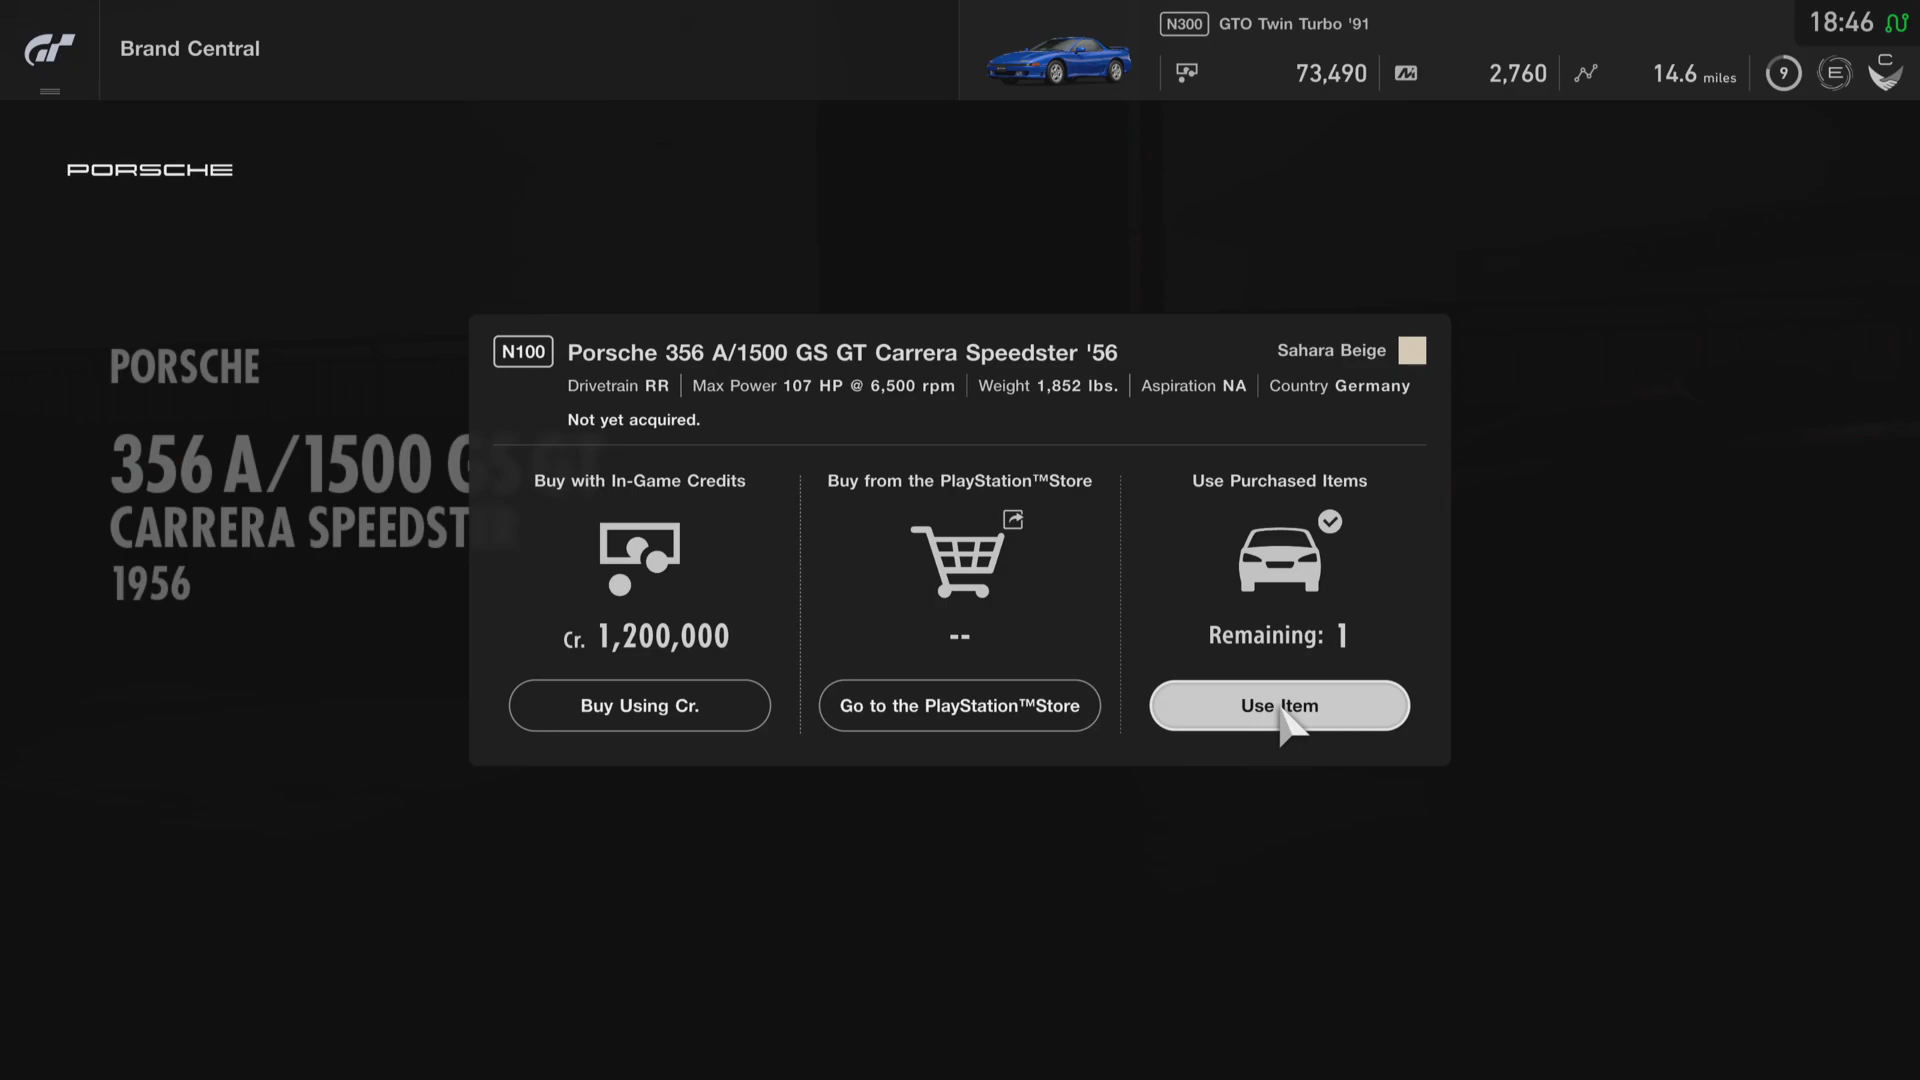 Brand Central
N300 GTO Twin Turbo '91
18:46
73,490
2,760
14.6 miles
9
E
C
PORSCHE
PORSCHE
356 A/1500 GS GT
CARRERA SPEEDSTER
1956
N100 Porsche 356 A/1500 GS GT Carrera Speedster '56
Sahara Beige
Drivetrain RR Max Power 107 HP @ 6,500 rpm Weight 1,852 lbs. Aspiration NA Country Germany
Not yet acquired.
Buy with In-Game Credits
Cr. 1,200,000
Buy Using Cr.
Buy from the PlayStation™Store
--
Go to the PlayStation™Store
Use Purchased Items
Remaining: 1
Use Item